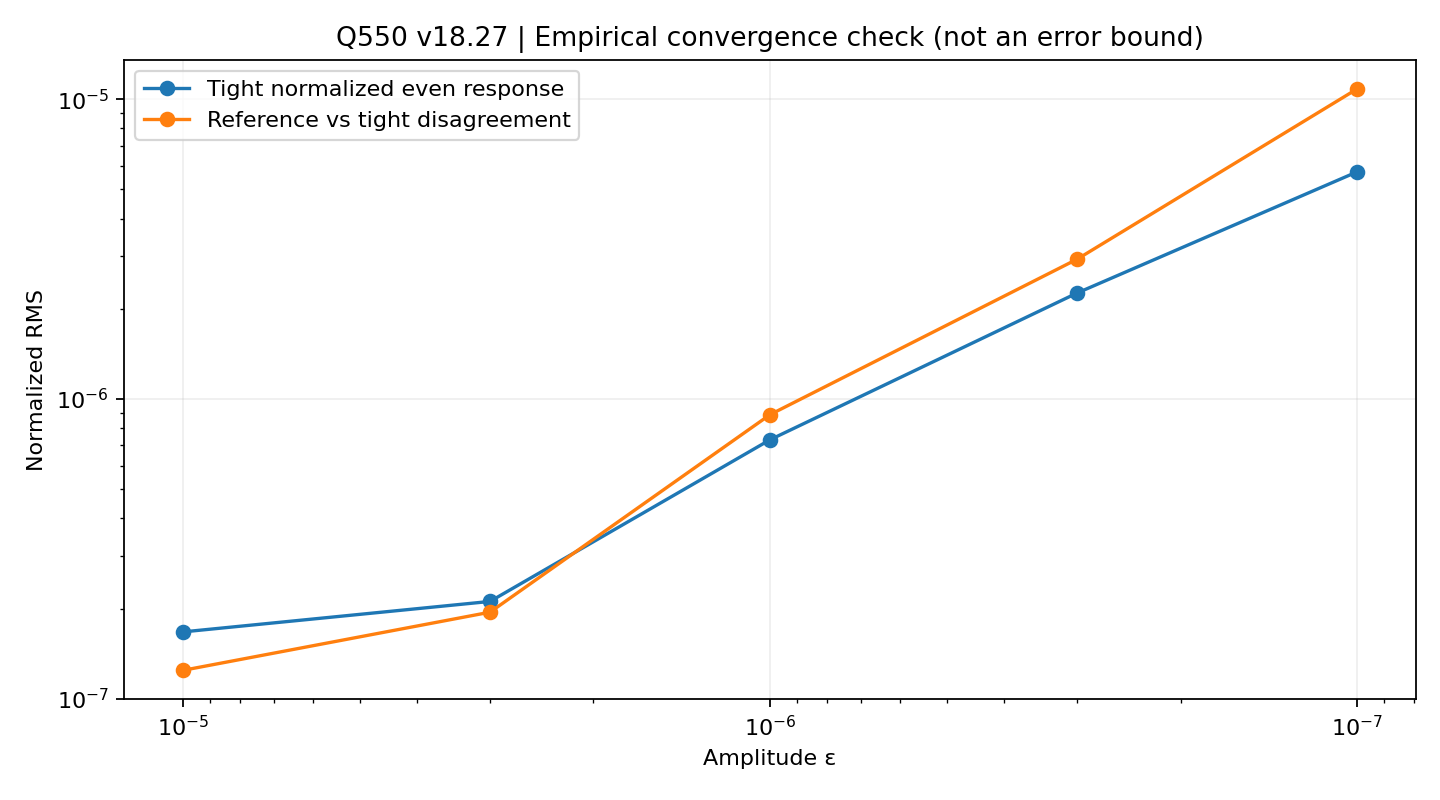 Q550 v18.27 | Empirical convergence check (not an error bound)
Tight normalized even response
Reference vs tight disagreement
10⁻⁵
10⁻⁶
10⁻⁷
Normalized RMS
10⁻⁵ 10⁻⁶ 10⁻⁷
Amplitude ε